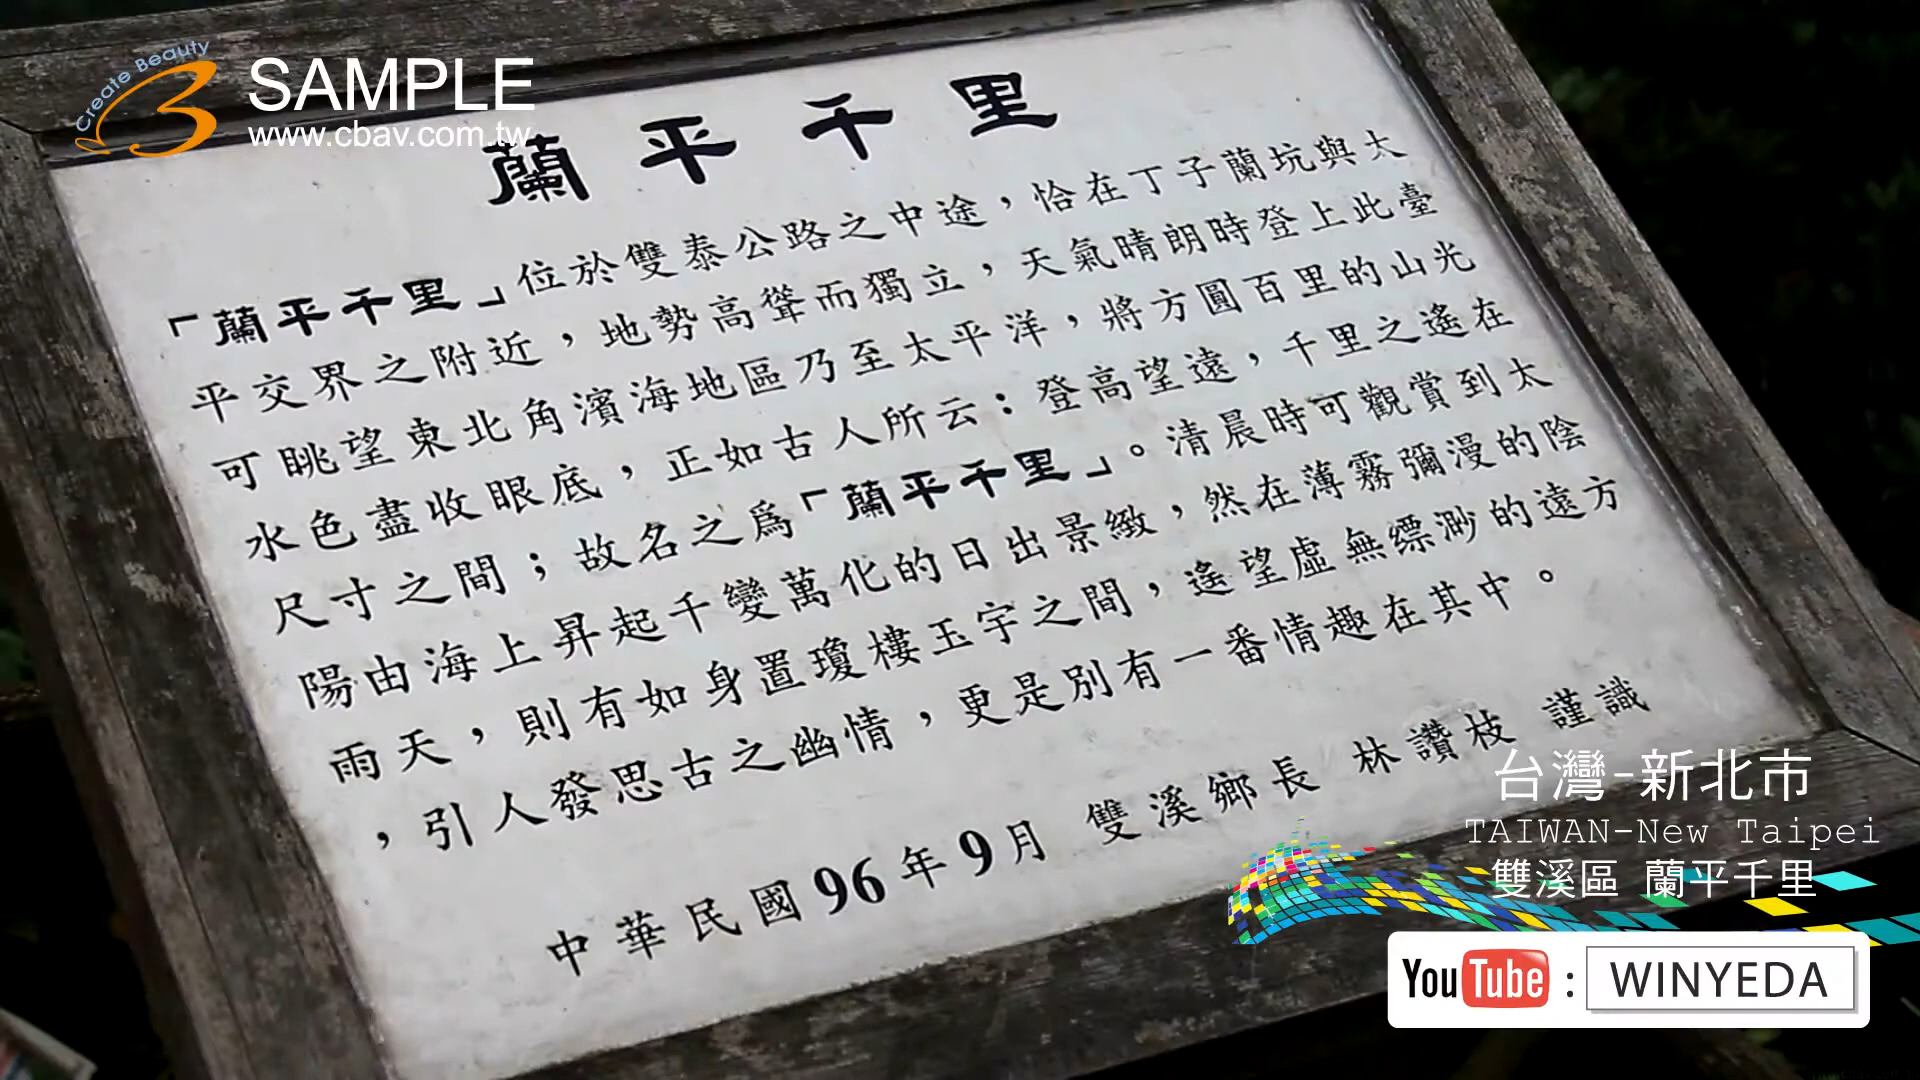 Create Beauty
SAMPLE
www.cbav.com.tw
蘭平千里
「蘭平千里」位於雙泰公路之中途，恰在丁子蘭坑與太
平交界之附近，地勢高聳而獨立，天氣晴朗時登上此臺
可眺望東北角濱海地區乃至太平洋，將方圓百里的山光
水色盡收眼底，正如古人所云：登高望遠，千里之遙在
尺寸之間；故名之為「蘭平千里」。清晨時可觀賞到太
陽由海上昇起千變萬化的日出景緻，然在薄霧彌漫的陰
雨天，則有如身置瓊樓玉宇之間，遙望虛無縹渺的遠方
，引人發思古之幽情，更是別有一番情趣在其中。
中華民國96年9月 雙溪鄉長 林讚枝 謹識
台灣-新北市
TAIWAN-New Taipei
雙溪區 蘭平千里
YouTube : WINYEDA